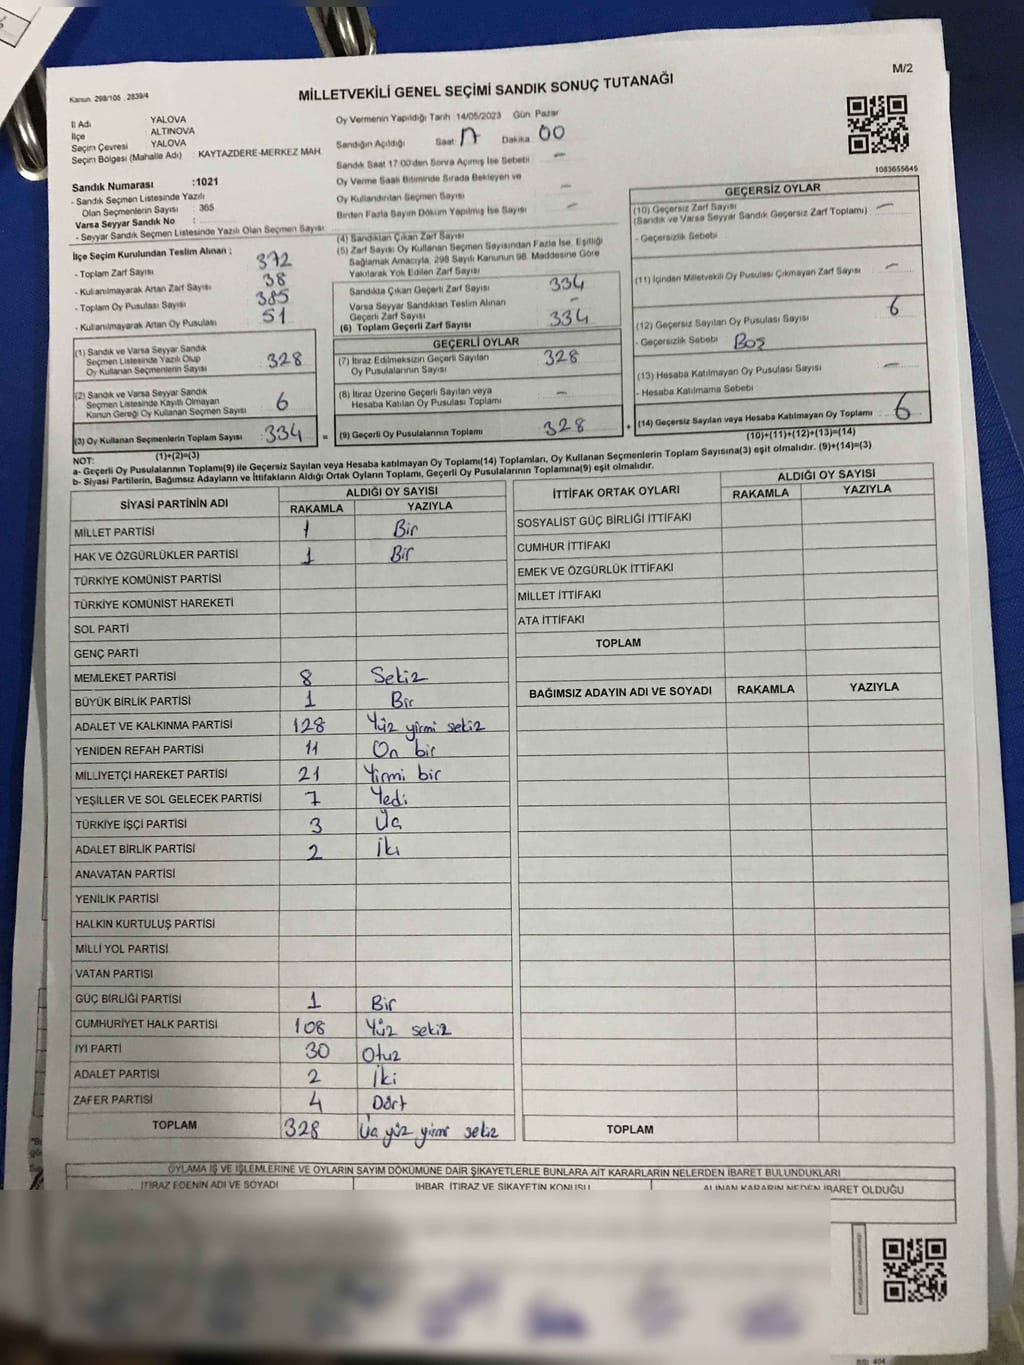 M/2
Kanun. 298/105 , 2839/4
MİLLETVEKİLİ GENEL SEÇİMİ SANDIK SONUÇ TUTANAĞI
İl Adı YALOVA
İlçe ALTINOVA
Seçim Çevresi YALOVA
Seçim Bölgesi (Mahalle Adı) : KAYTAZDERE-MERKEZ MAH.
Sandık Numarası :1021
- Sandık Seçmen Listesinde Yazılı
Olan Seçmenlerin Sayısı : 365
Varsa Seyyar Sandık No :
- Seyyar Sandık Seçmen Listesinde Yazılı Olan Seçmen Sayısı:
Oy Vermenin Yapıldığı Tarih 14/05/2023 Gün Pazar
Sandığın Açıldığı Saat 17 Dakika 00
Sandık Saat 17:00'den Sonra Açımış İse Sebebi —
Oy Verme Saati Bitiminde Sırada Bekleyen ve
Oy Kullandırılan Seçmen Sayısı —
Birden Fazla Sayım Döküm Yapılmış İse Sayısı —
1083655645
İlçe Seçim Kurulundan Teslim Alınan :
- Toplam Zarf Sayısı 372
- Kullanılmayarak Artan Zarf Sayısı 38
- Toplam Oy Pusulası Sayısı 385
- Kullanılmayarak Artan Oy Pusulası 51
(4) Sandıktan Çıkan Zarf Sayısı
(5) Zarf Sayısı Oy Kullanan Seçmen Sayısından Fazla İse, Eşitliği
Sağlamak Amacıyla, 298 Sayılı Kanunun 98. Maddesine Göre
Yakılarak Yok Edilen Zarf Sayısı
Sandıkta Çıkan Geçerli Zarf Sayısı 334
Varsa Seyyar Sandıktan Teslim Alınan
Geçerli Zarf Sayısı —
(6) Toplam Geçerli Zarf Sayısı 334
GEÇERSİZ OYLAR
(10) Geçersiz Zarf Sayısı —
(Sandık ve Varsa Seyyar Sandık Geçersiz Zarf Toplamı)
- Geçersizlik Sebebi :
(11) İçinden Milletvekili Oy Pusulası Çıkmayan Zarf Sayısı —
(12) Geçersiz Sayılan Oy Pusulası Sayısı 6
- Geçersizlik Sebebi Boş
(13) Hesaba Katılmayan Oy Pusulası Sayısı —
- Hesaba Katılmama Sebebi :
(14) Geçersiz Sayılan veya Hesaba Katılmayan Oy Toplamı 6
(10)+(11)+(12)+(13)=(14)
(1) Sandık ve Varsa Seyyar Sandık
Seçmen Listesinde Yazılı Olup
Oy Kullanan Seçmenlerin Sayısı 328
(2) Sandık ve Varsa Seyyar Sandık
Seçmen Listesinde Kayıtlı Olmayan
Kanun Gereği Oy Kullanan Seçmen Sayısı 6
(3) Oy Kullanan Seçmenlerin Toplam Sayısı 334 =
(1)+(2)=(3)
GEÇERLİ OYLAR
(7) İtiraz Edilmeksizin Geçerli Sayılan
Oy Pusulalarının Sayısı 328
(8) İtiraz Üzerine Geçerli Sayılan veya
Hesaba Katılan Oy Pusulası Toplamı —
(9) Geçerli Oy Pusulalarının Toplamı 328 +
NOT:
a- Geçerli Oy Pusulalarının Toplamı(9) ile Geçersiz Sayılan veya Hesaba katılmayan Oy Toplamı(14) Toplamları, Oy Kullanan Seçmenlerin Toplam Sayısına(3) eşit olmalıdır. (9)+(14)=(3)
b- Siyasi Partilerin, Bağımsız Adayların ve İttifakların Aldığı Ortak Oyların Toplamı, Geçerli Oy Pusulalarının Toplamına(9) eşit olmalıdır.
SİYASİ PARTİNİN ADI ALDIĞI OY SAYISI
RAKAMLA YAZIYLA
MİLLET PARTİSİ 1 Bir
HAK VE ÖZGÜRLÜKLER PARTİSİ 1 Bir
TÜRKİYE KOMÜNİST PARTİSİ
TÜRKİYE KOMÜNİST HAREKETİ
SOL PARTİ
GENÇ PARTİ
MEMLEKET PARTİSİ 8 Sekiz
BÜYÜK BİRLİK PARTİSİ 1 Bir
ADALET VE KALKINMA PARTİSİ 128 Yüz yirmi sekiz
YENİDEN REFAH PARTİSİ 11 On bir
MİLLİYETÇİ HAREKET PARTİSİ 21 Yirmi bir
YEŞİLLER VE SOL GELECEK PARTİSİ 7 Yedi
TÜRKİYE İŞÇİ PARTİSİ 3 Üç
ADALET BİRLİK PARTİSİ 2 İki
ANAVATAN PARTİSİ
YENİLİK PARTİSİ
HALKIN KURTULUŞ PARTİSİ
MİLLİ YOL PARTİSİ
VATAN PARTİSİ
GÜÇ BİRLİĞİ PARTİSİ 1 Bir
CUMHURİYET HALK PARTİSİ 108 Yüz sekiz
İYİ PARTİ 30 Otuz
ADALET PARTİSİ 2 İki
ZAFER PARTİSİ 4 Dört
TOPLAM 328 Üç yüz yirmi sekiz
İTTİFAK ORTAK OYLARI ALDIĞI OY SAYISI
RAKAMLA YAZIYLA
SOSYALİST GÜÇ BİRLİĞİ İTTİFAKI
CUMHUR İTTİFAKI
EMEK VE ÖZGÜRLÜK İTTİFAKI
MİLLET İTTİFAKI
ATA İTTİFAKI
TOPLAM
BAĞIMSIZ ADAYIN ADI VE SOYADI RAKAMLA YAZIYLA
TOPLAM
OYLAMA İŞ VE İŞLEMLERİNE VE OYLARIN SAYIM DÖKÜMÜNE DAİR ŞİKAYETLERLE BUNLARA AİT KARARLARIN NELERDEN İBARET BULUNDUKLARI
İTİRAZ EDENİN ADI VE SOYADI İHBAR, İTİRAZ VE ŞİKAYETİN KONUSU ALINAN KARARIN NEDEN İBARET OLDUĞU